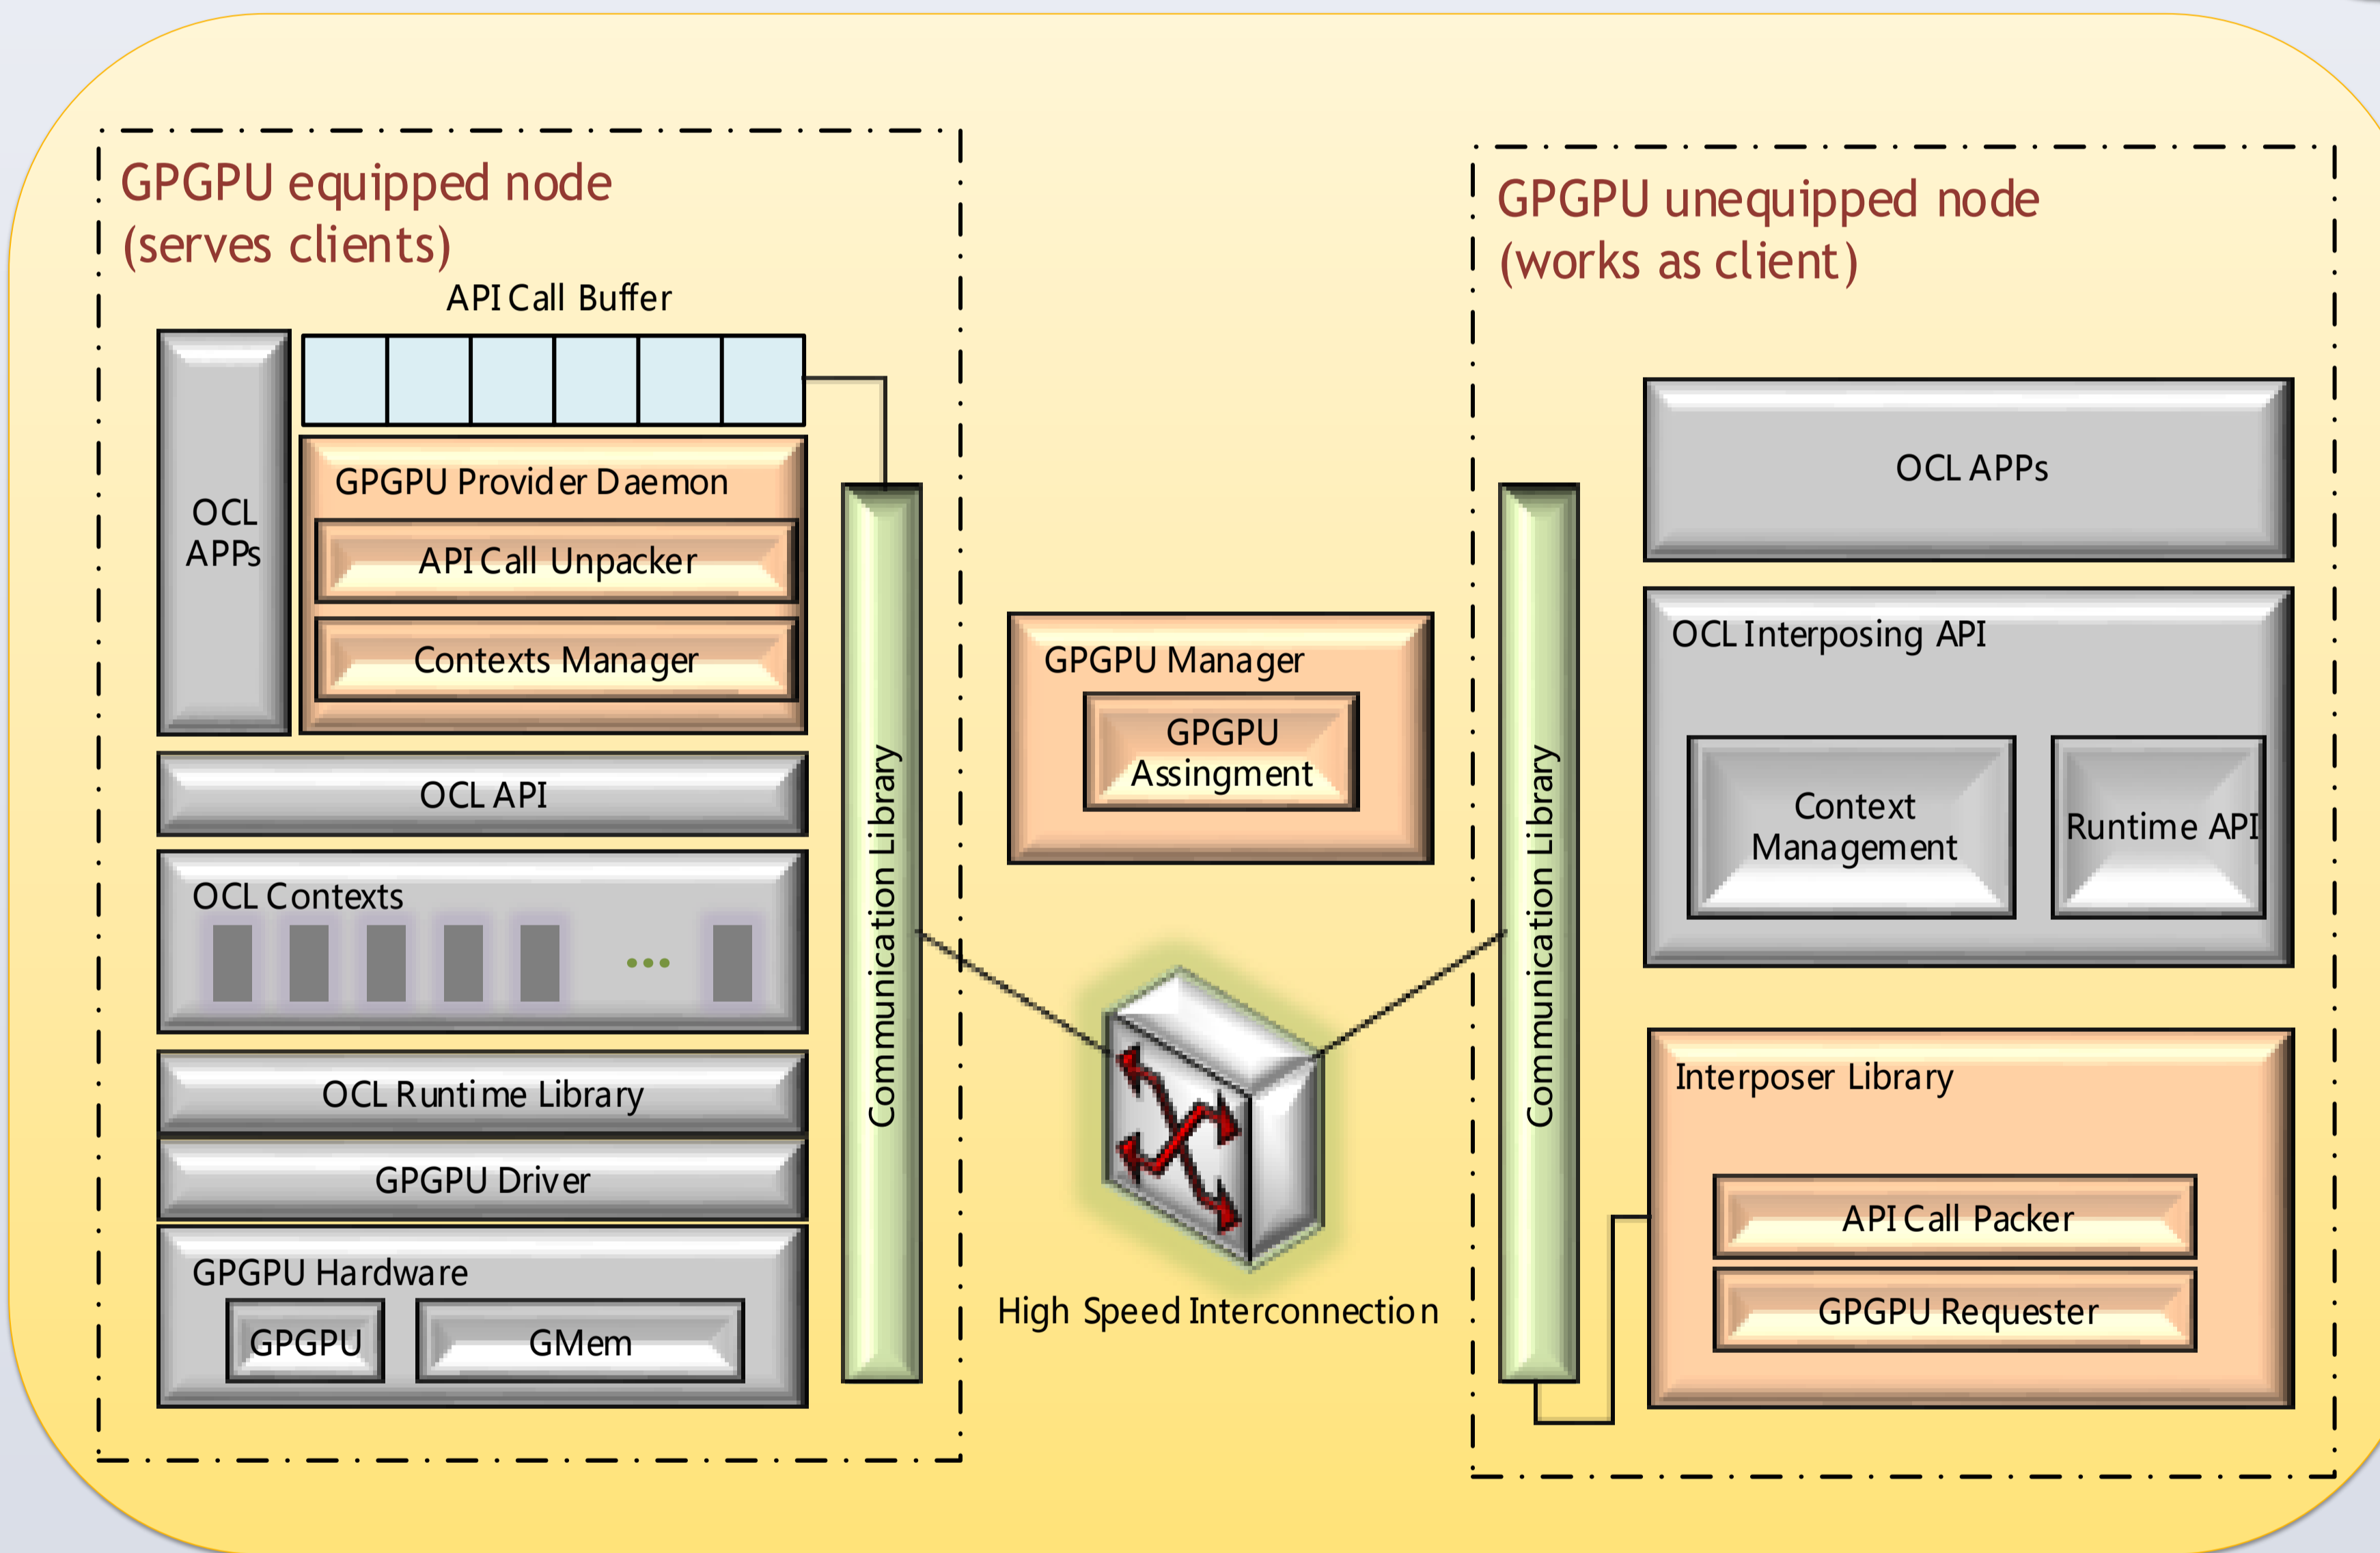 GPGPU equipped node
(serves clients)
API Call Buffer
OCL
APPs
GPGPU Provider Daemon
API Call Unpacker
Contexts Manager
OCL API
OCL Contexts
...
OCL Runtime Library
GPGPU Driver
GPGPU Hardware
GPGPU
GMem
Communication Library
GPGPU Manager
GPGPU
Assingment
High Speed Interconnection
GPGPU unequipped node
(works as client)
Communication Library
OCL APPs
OCL Interposing API
Context
Management
Runtime API
Interposer Library
API Call Packer
GPGPU Requester